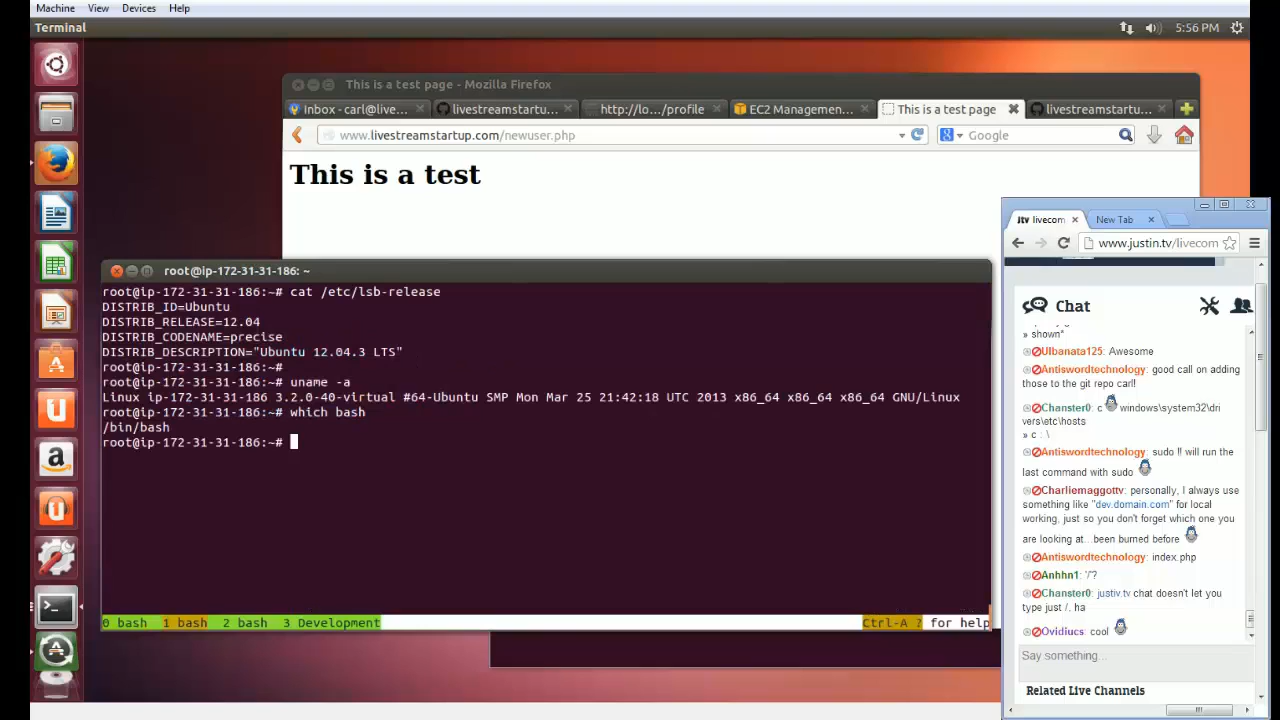 Machine View Devices Help
Terminal
5:56 PM
This is a test page - Mozilla Firefox
Inbox - carl@live...
livestreamstartu...
http://lo.../profile
EC2 Managemen...
This is a test page
livestreamstartu...
www.livestreamstartup.com/newuser.php
Google
This is a test
root@ip-172-31-31-186: ~
root@ip-172-31-31-186:~# cat /etc/lsb-release
DISTRIB_ID=Ubuntu
DISTRIB_RELEASE=12.04
DISTRIB_CODENAME=precise
DISTRIB_DESCRIPTION="Ubuntu 12.04.3 LTS"
root@ip-172-31-31-186:~#
root@ip-172-31-31-186:~# uname -a
Linux ip-172-31-31-186 3.2.0-40-virtual #64-Ubuntu SMP Mon Mar 25 21:42:18 UTC 2013 x86_64 x86_64 x86_64 GNU/Linux
root@ip-172-31-31-186:~# which bash
/bin/bash
root@ip-172-31-31-186:~#
0 bash 1 bash 2 bash 3 Development
Ctrl-A ? for help
jtv livecom
New Tab
www.justin.tv/livecom
Chat
» shown*
Ulbanata125: Awesome
Antiswordtechnology: good call on adding
those to the git repo carl!
Chanster0: c windows\system32\dri
vers\etc\hosts
» c : \
Antiswordtechnology: sudo !! will run the
last command with sudo
Charliemaggottv: personally, I always use
something like "dev.domain.com" for local
working, just so you don't forget which one you
are looking at...been burned before
Antiswordtechnology: index.php
Anhhn1: '/'?
Chanster0: justiv.tv chat doesn't let you
type just /. ha
Ovidiucs: cool
Say something...
Related Live Channels